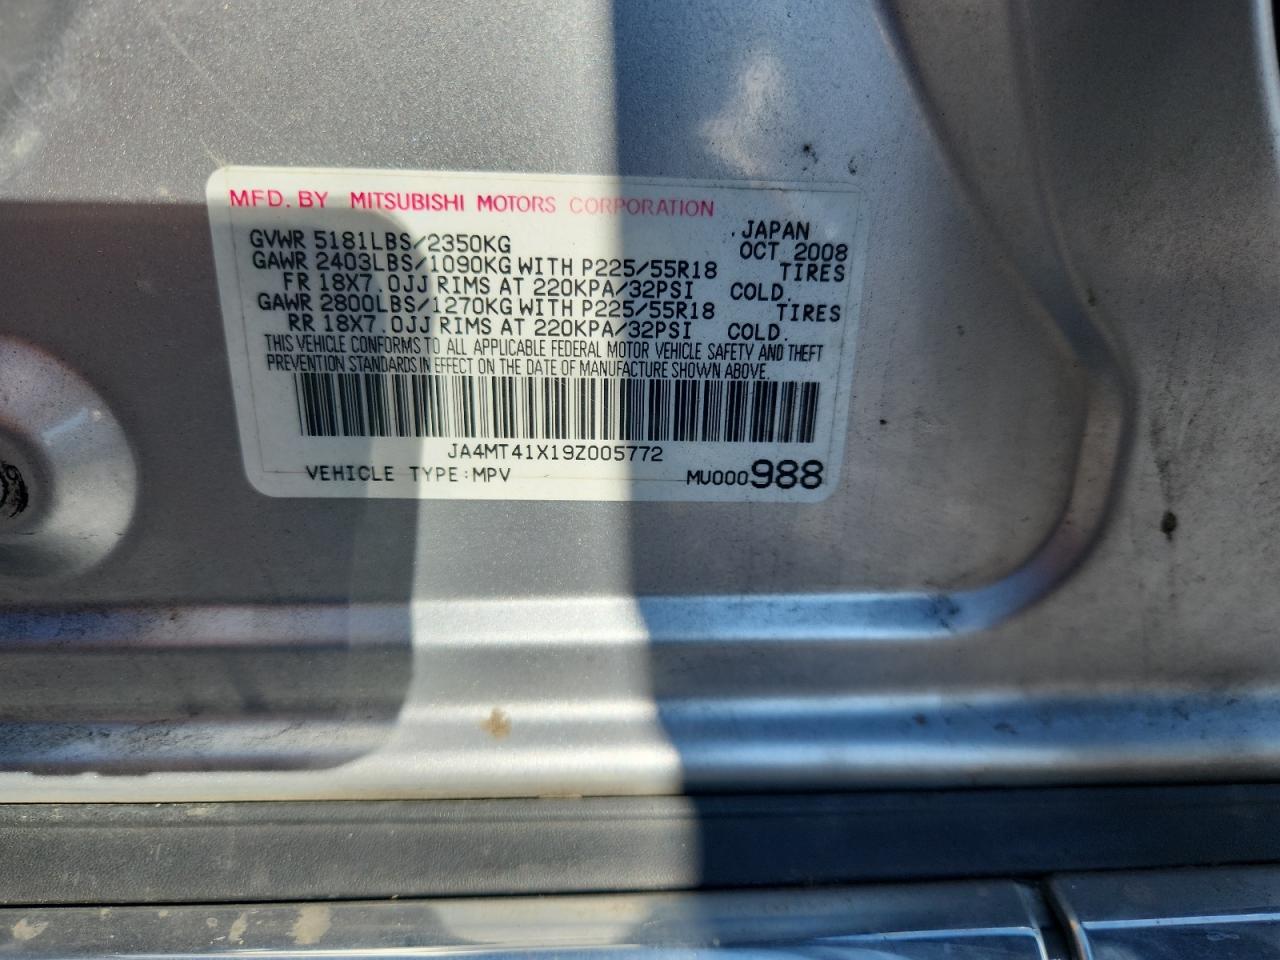 MFD. BY MITSUBISHI MOTORS CORPORATION
GVWR 5181LBS/2350KG JAPAN OCT 2008
GAWR 2403LBS/1090KG WITH P225/55R18 TIRES
FR 18X7.0JJ RIMS AT 220KPA/32PSI COLD.
GAWR 2800LBS/1270KG WITH P225/55R18 TIRES
RR 18X7.0JJ RIMS AT 220KPA/32PSI COLD.
THIS VEHICLE CONFORMS TO ALL APPLICABLE FEDERAL MOTOR VEHICLE SAFETY AND THEFT
PREVENTION STANDARDS IN EFFECT ON THE DATE OF MANUFACTURE SHOWN ABOVE.
JA4MT41X19Z005772
VEHICLE TYPE:MPV MU000988